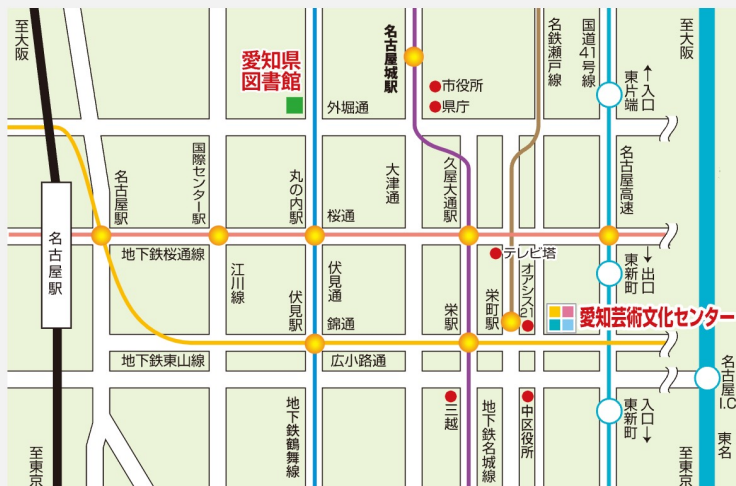 至大阪
愛知県
図書館
名古屋城駅
市役所
県庁
名鉄瀬戸線
国道41号線
↑入口
東片端
至大阪
外堀通
名古屋駅
国際センター駅
丸の内駅
大津通
久屋大通駅
名古屋高速
桜通
名古屋駅
地下鉄桜通線
江川線
伏見通
テレビ塔
オアシス21
↓出口
東新町
伏見駅
錦通
栄駅
栄町駅
愛知芸術文化センター
地下鉄東山線
広小路通
名古屋I.C
三越
地下鉄名城線
中区役所
入口↓
東新町
東名
地下鉄鶴舞線
至東京
至東京